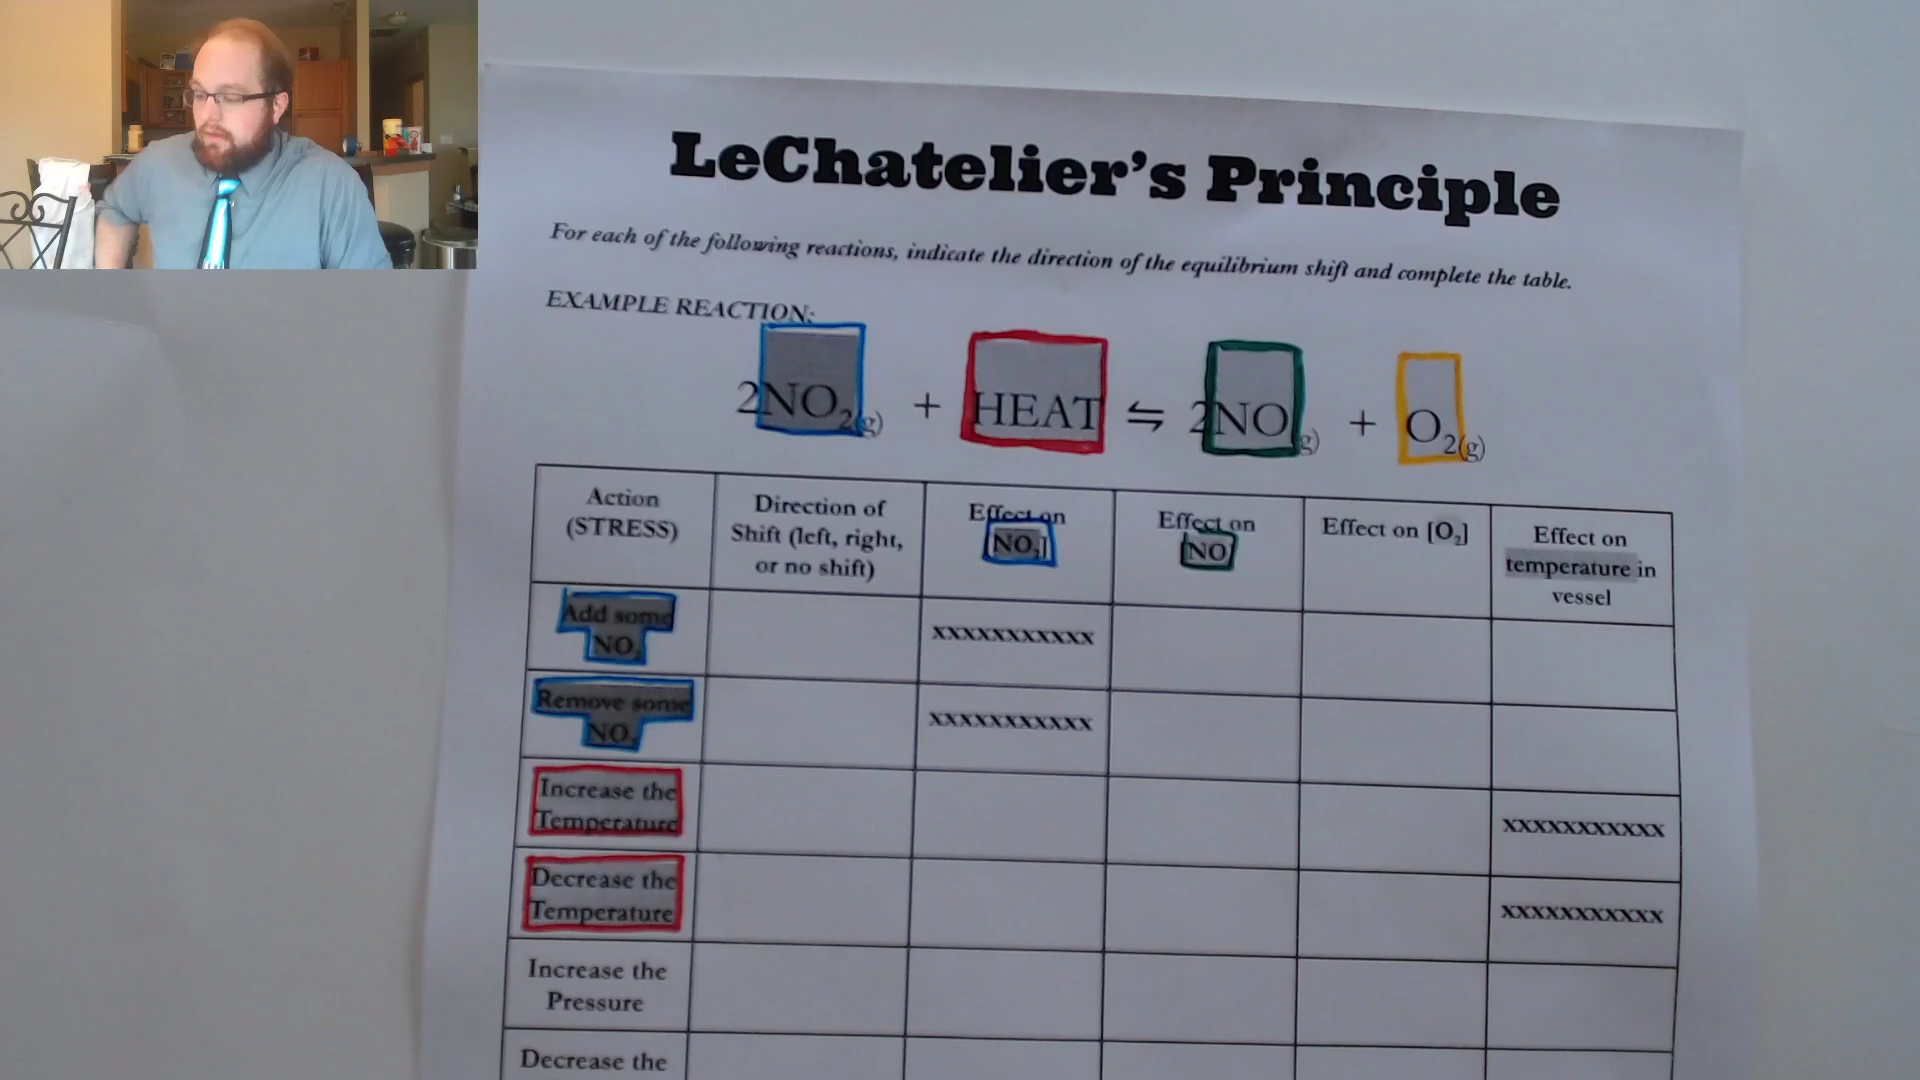 LeChatelier's Principle
For each of the following reactions, indicate the direction of the equilibrium shift and complete the table.
EXAMPLE REACTION:
2NO₂(g) + HEAT ⇋ 2NO(g) + O₂(g)
Action
(STRESS)
Direction of
Shift (left, right,
or no shift)
Effect on
[NO₂]
Effect on
[NO]
Effect on [O₂]
Effect on
temperature in
vessel
Add some
NO₂
XXXXXXXXXXX
Remove some
NO₂
XXXXXXXXXXX
Increase the
Temperature
XXXXXXXXXXX
Decrease the
Temperature
XXXXXXXXXXX
Increase the
Pressure
Decrease the